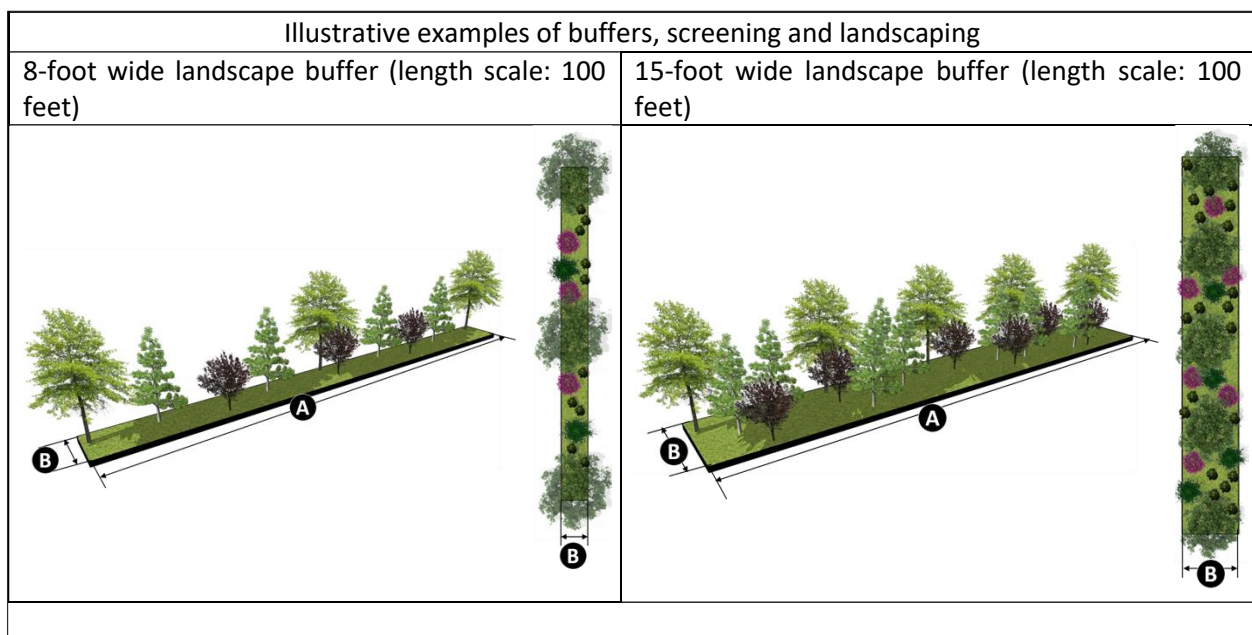 Illustrative examples of buffers, screening and landscaping
8-foot wide landscape buffer (length scale: 100
feet)
15-foot wide landscape buffer (length scale: 100
feet)
A
B
B
A
B
B